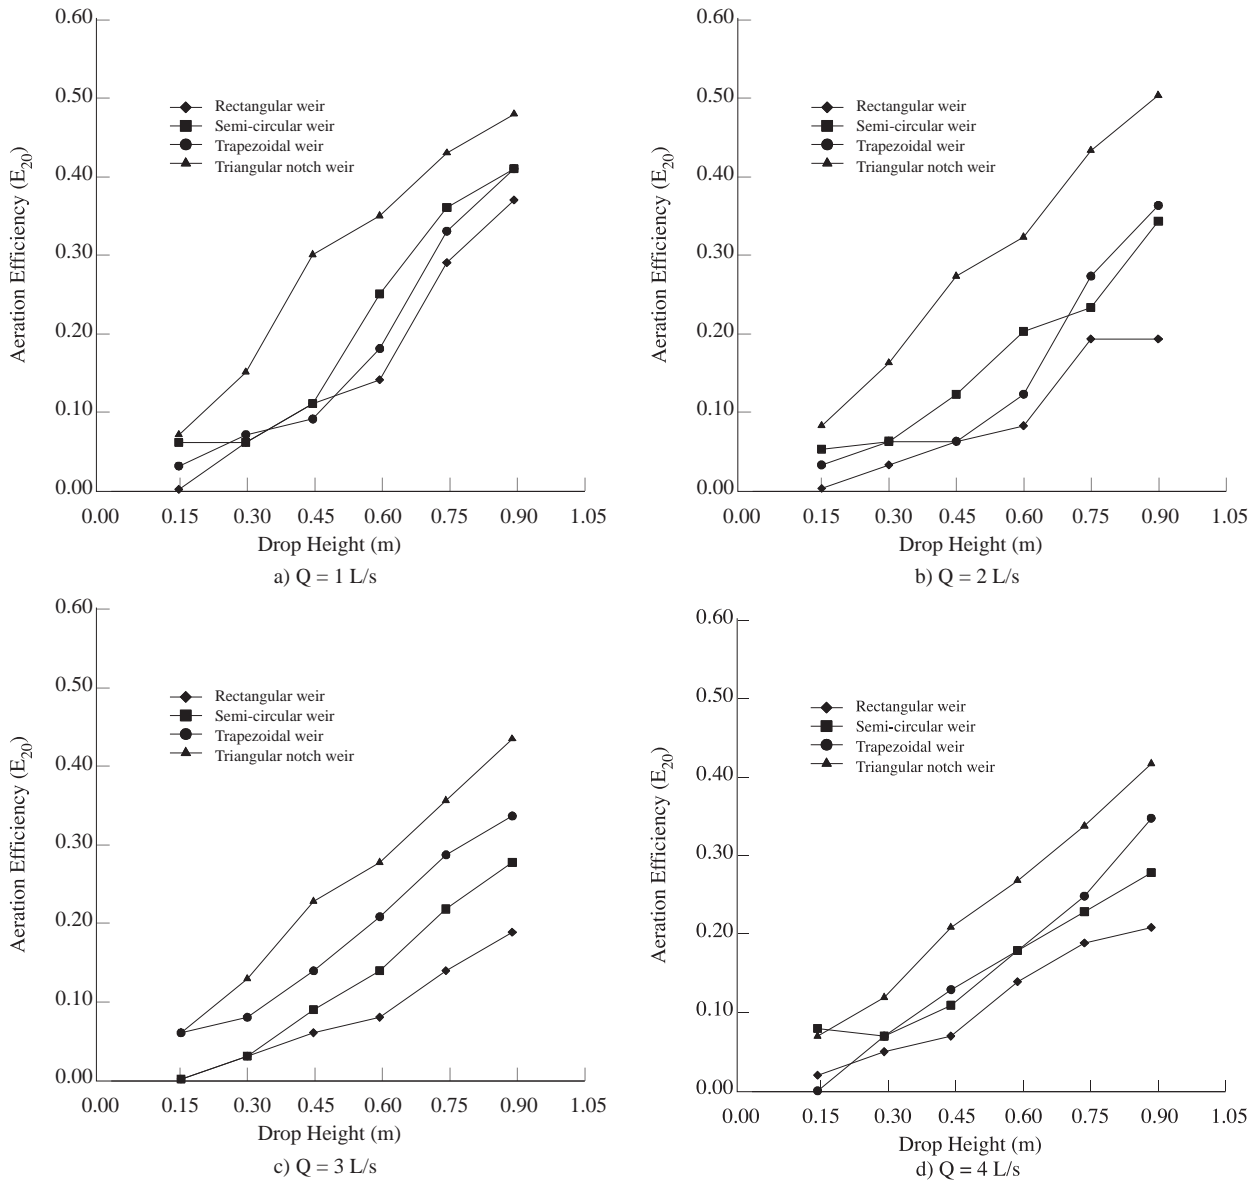 0.60
0.50
0.40
0.30
0.20
0.10
0.00
Aeration Efficiency (E20)
Rectangular weir
Semi-circular weir
Trapezoidal weir
Triangular notch weir
0.00 0.15 0.30 0.45 0.60 0.75 0.90 1.05
Drop Height (m)
a) Q = 1 L/s
0.60
0.50
0.40
0.30
0.20
0.10
0.00
Aeration Efficiency (E20)
Rectangular weir
Semi-circular weir
Trapezoidal weir
Triangular notch weir
0.00 0.15 0.30 0.45 0.60 0.75 0.90 1.05
Drop Height (m)
b) Q = 2 L/s
0.60
0.50
0.40
0.30
0.20
0.10
0.00
Aeration Efficiency (E20)
Rectangular weir
Semi-circular weir
Trapezoidal weir
Triangular notch weir
0.00 0.15 0.30 0.45 0.60 0.75 0.90 1.05
Drop Height (m)
c) Q = 3 L/s
0.60
0.50
0.40
0.30
0.20
0.10
0.00
Aeration Efficiency (E20)
Rectangular weir
Semi-circular weir
Trapezoidal weir
Triangular notch weir
0.00 0.15 0.30 0.45 0.60 0.75 0.90 1.05
Drop Height (m)
d) Q = 4 L/s